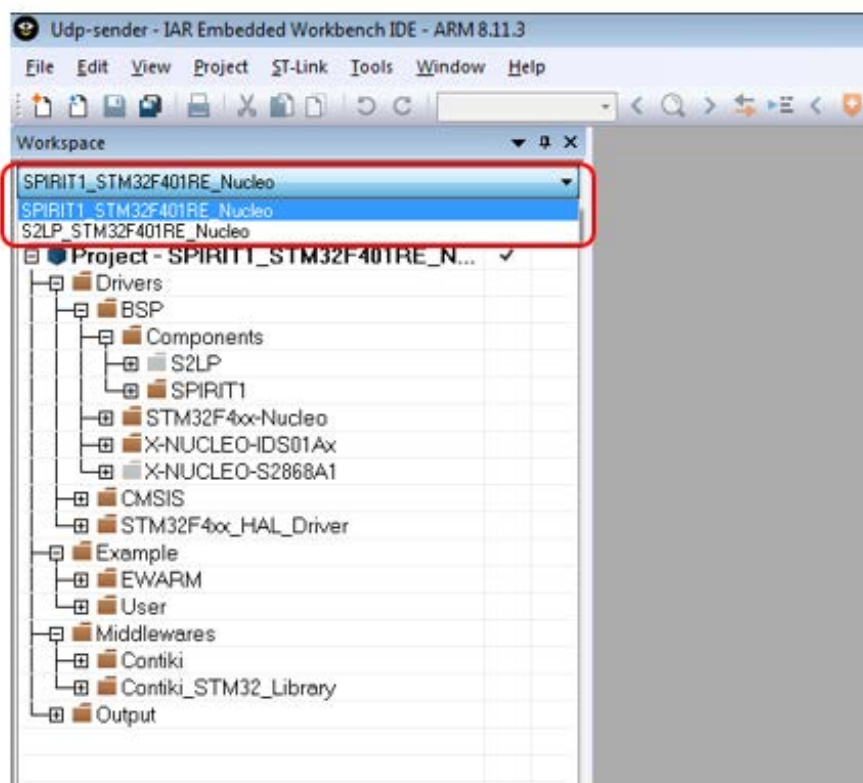 Udp-sender - IAR Embedded Workbench IDE - ARM 8.11.3
File Edit View Project ST-Link Tools Window Help
Workspace
SPIRIT1_STM32F401RE_Nucleo
SPIRIT1_STM32F401RE_Nucleo
S2LP_STM32F401RE_Nucleo
Project - SPIRIT1_STM32F401RE_N...
Drivers
BSP
Components
S2LP
SPIRIT1
STM32F4xx-Nucleo
X-NUCLEO-IDS01Ax
X-NUCLEO-S2868A1
CMSIS
STM32F4xx_HAL_Driver
Example
EWARM
User
Middlewares
Contiki
Contiki_STM32_Library
Output